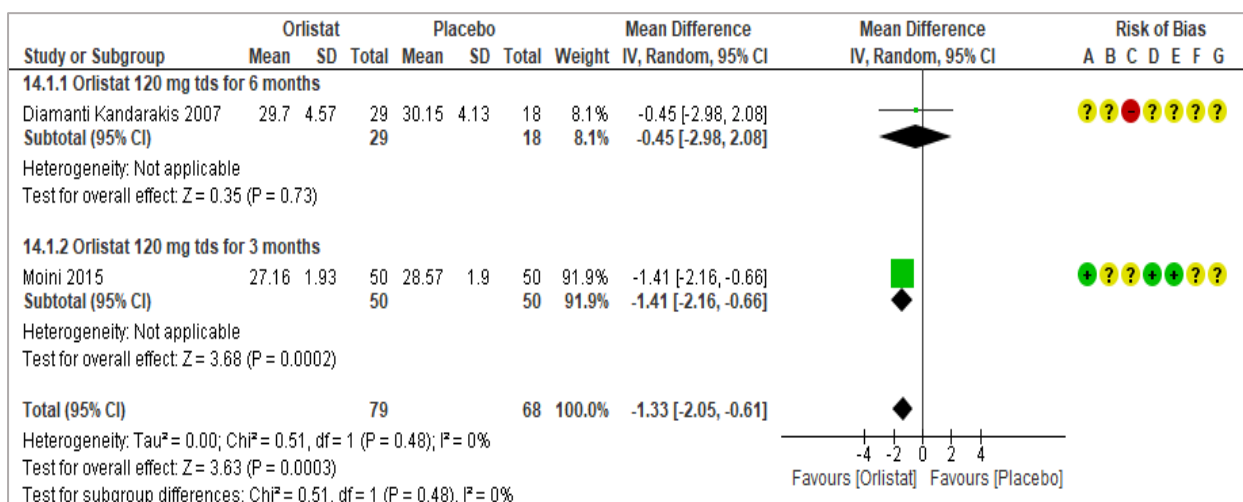 Orlistat Placebo Mean Difference Mean Difference Risk of Bias
Study or Subgroup Mean SD Total Mean SD Total Weight IV, Random, 95% CI IV, Random, 95% CI A B C D E F G
14.1.1 Orlistat 120 mg tds for 6 months
Diamanti Kandarakis 2007 29.7 4.57 29 30.15 4.13 18 8.1% -0.45 [-2.98, 2.08] ? ? - ? ? ? ?
Subtotal (95% CI) 29 18 8.1% -0.45 [-2.98, 2.08]
Heterogeneity: Not applicable
Test for overall effect: Z = 0.35 (P = 0.73)
14.1.2 Orlistat 120 mg tds for 3 months
Moini 2015 27.16 1.93 50 28.57 1.9 50 91.9% -1.41 [-2.16, -0.66] + ? ? + + ? ?
Subtotal (95% CI) 50 50 91.9% -1.41 [-2.16, -0.66]
Heterogeneity: Not applicable
Test for overall effect: Z = 3.68 (P = 0.0002)
Total (95% CI) 79 68 100.0% -1.33 [-2.05, -0.61]
Heterogeneity: Tau² = 0.00; Chi² = 0.51, df = 1 (P = 0.48); I² = 0%
Test for overall effect: Z = 3.63 (P = 0.0003)
Test for subgroup differences: Chi² = 0.51, df = 1 (P = 0.48), I² = 0%
-4 -2 0 2 4
Favours [Orlistat] Favours [Placebo]